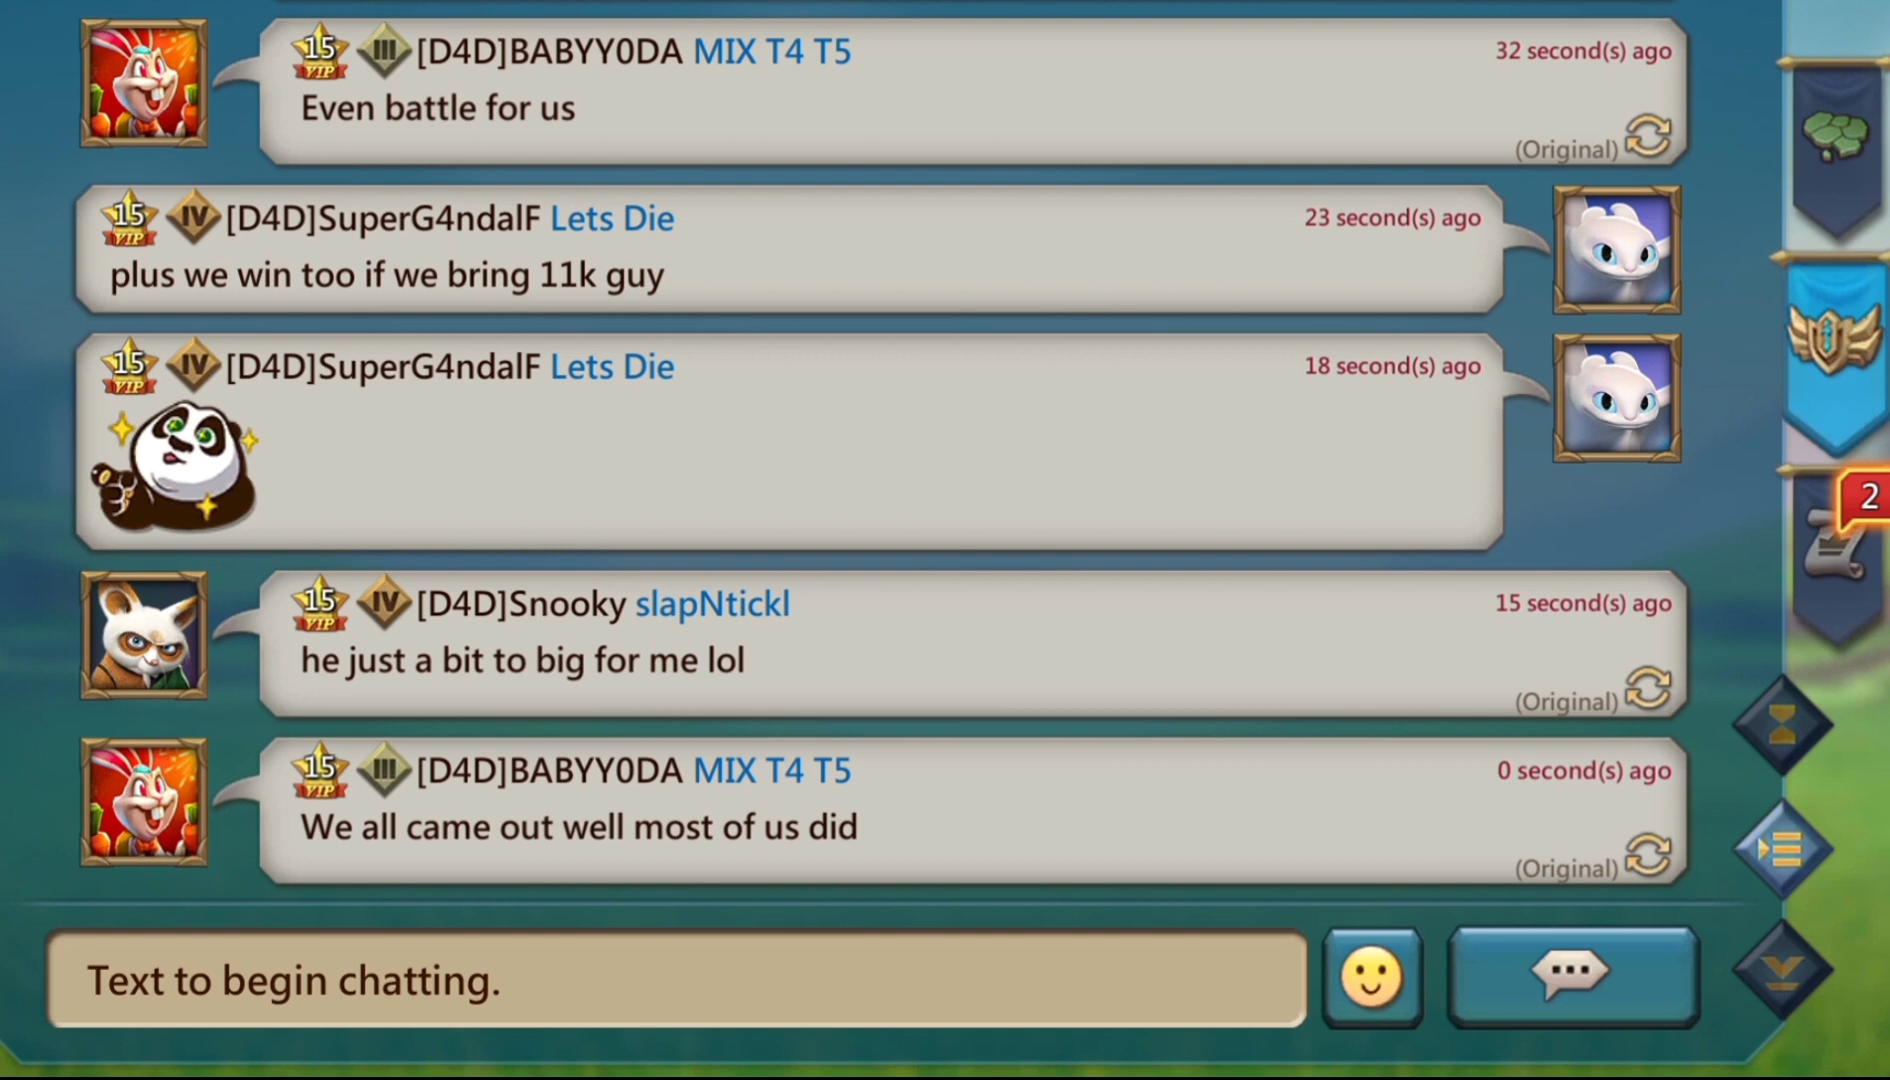 15 VIP III [D4D]BABYY0DA MIX T4 T5 32 second(s) ago
Even battle for us
(Original)
15 VIP IV [D4D]SuperG4ndalF Lets Die 23 second(s) ago
plus we win too if we bring 11k guy
15 VIP IV [D4D]SuperG4ndalF Lets Die 18 second(s) ago
2
15 VIP IV [D4D]Snooky slapNtickl 15 second(s) ago
he just a bit to big for me lol
(Original)
15 VIP III [D4D]BABYY0DA MIX T4 T5 0 second(s) ago
We all came out well most of us did
(Original)
Text to begin chatting.